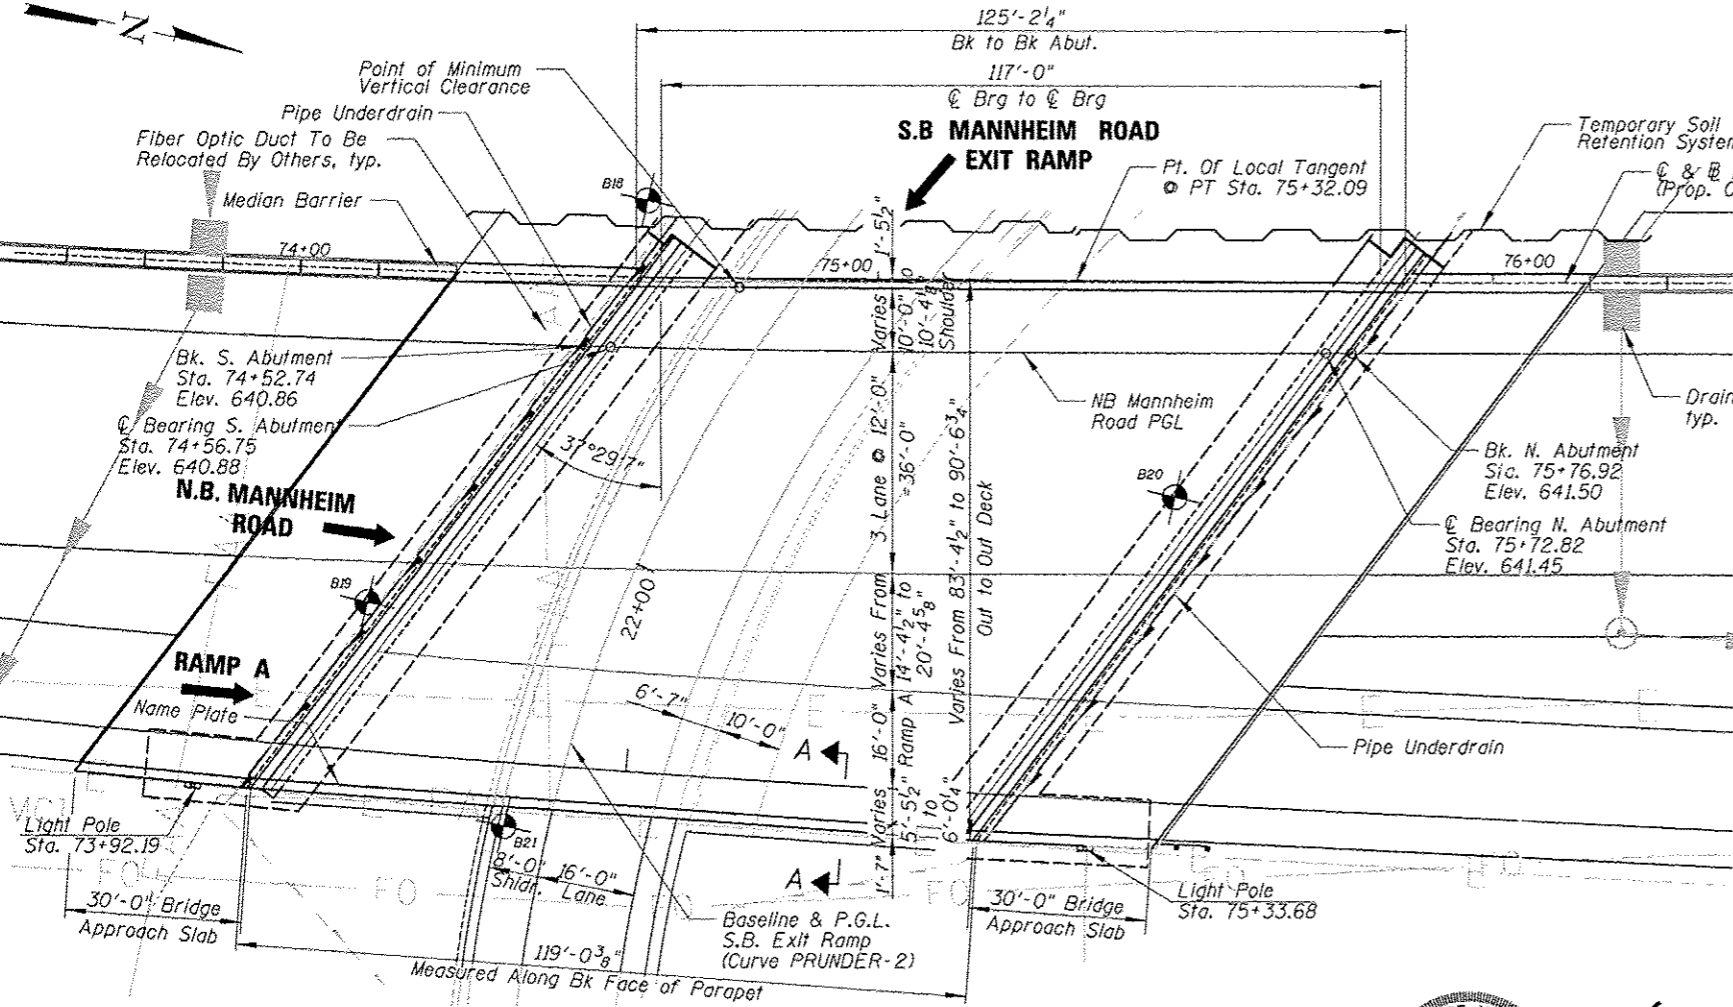 N
125'-2¼"
Bk to Bk Abut.
117'-0"
℄ Brg to ℄ Brg
Point of Minimum
Vertical Clearance
Pipe Underdrain
Fiber Optic Duct To Be
Relocated By Others, typ.
Median Barrier
B18
S.B MANNHEIM ROAD
EXIT RAMP
Pt. Of Local Tangent
@ PT Sta. 75+32.09
Temporary Soil
Retention System
℄ & ℄
(Prop.
74+00
75+00
76+00
1'-5½"
Varies
10'-0" to
10'-4⅛"
Shoulder
Bk. S. Abutment
Sta. 74+52.74
Elev. 640.86
℄ Bearing S. Abutment
Sta. 74+56.75
Elev. 640.88
37°29'7"
N.B. MANNHEIM
ROAD
3 Lane @ 12'-0"
=36'-0"
NB Mannheim
Road PGL
Drain
typ.
Bk. N. Abutment
Sta. 75+76.92
Elev. 641.50
℄ Bearing N. Abutment
Sta. 75+72.82
Elev. 641.45
B20
B19
22+00
Varies From
14'-4½" to
20'-4⅝"
Varies From 83'-4½" to 90'-6¾"
Out to Out Deck
RAMP A
Name Plate
6'-7"
10'-0"
A
16'-0"
Ramp A
Pipe Underdrain
Varies
5'-5½"
to
6'-0¼"
1'-7"
Light Pole
Sta. 73+92.19
B21
8'-0"
Shldr.
16'-0"
Lane
FO
FO
FO
A
Light Pole
Sta. 75+33.68
30'-0" Bridge
Approach Slab
30'-0" Bridge
Approach Slab
Baseline & P.G.L.
S.B. Exit Ramp
(Curve PRUNDER-2)
119'-0⅜"
Measured Along Bk Face of Parapet